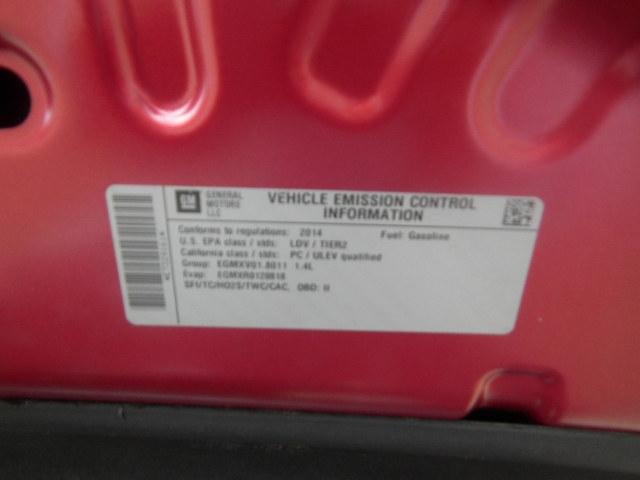 GM
GENERAL
MOTORS
LLC
VEHICLE EMISSION CONTROL
INFORMATION
Conforms to regulations: 2014 Fuel: Gasoline
U.S. EPA class / stds: LDV / TIER2
California class / stds: PC / ULEV qualified
Group: EGMXV01.8011 1.4L
Evap: EGMXR0120818
SFI/TC/HO2S/TWC/CAC, OBD: II